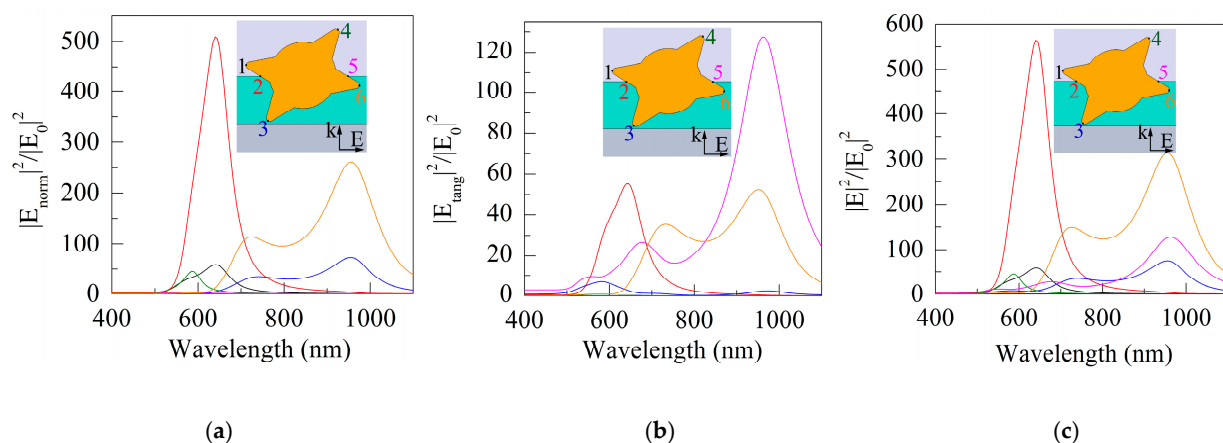 |E_norm|^2/|E_0|^2
500
400
300
200
100
0
400 600 800 1000
Wavelength (nm)
1
2
3
4
5
6
k
E
(a)
|E_tang|^2/|E_0|^2
120
100
80
60
40
20
0
400 600 800 1000
Wavelength (nm)
1
2
3
4
5
6
k
E
(b)
|E|^2/|E_0|^2
600
500
400
300
200
100
0
400 600 800 1000
Wavelength (nm)
1
2
3
4
5
6
k
E
(c)